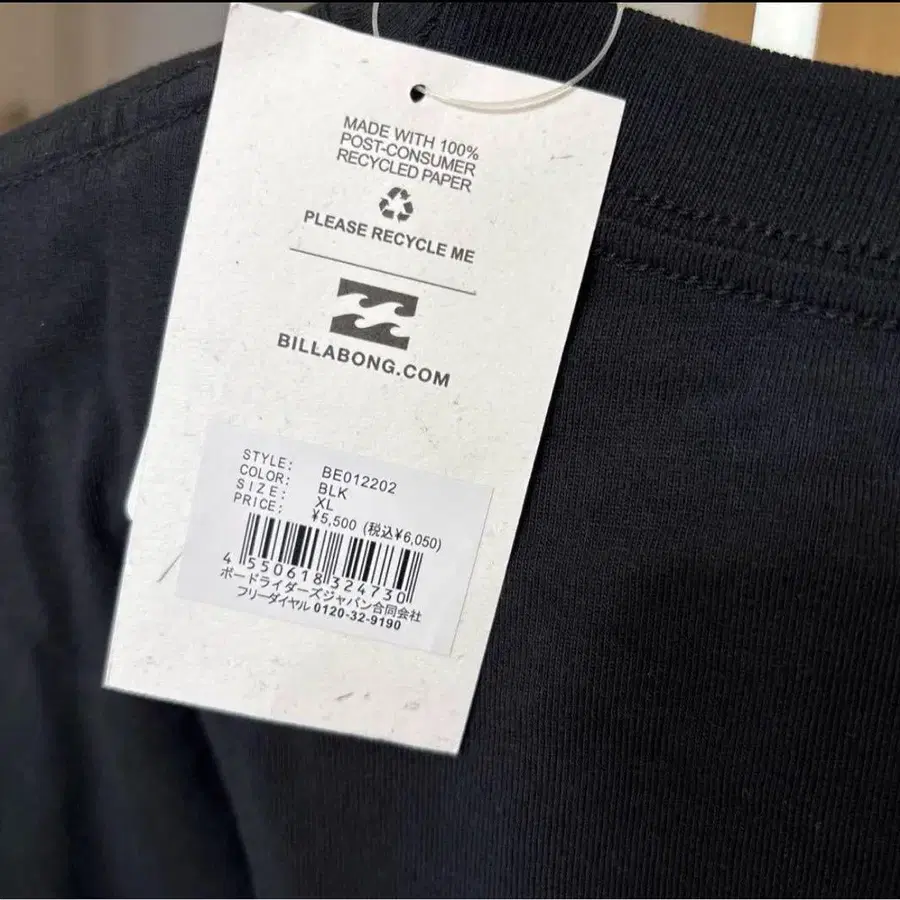 MADE WITH 100%
POST-CONSUMER
RECYCLED PAPER
PLEASE RECYCLE ME
BILLABONG.COM
STYLE: BE012202
COLOR: BLK
SIZE: XL
PRICE: ¥5,500 (税込¥6,050)
4 550618 324730
ボードライダーズジャパン合同会社
フリーダイヤル 0120-32-9190